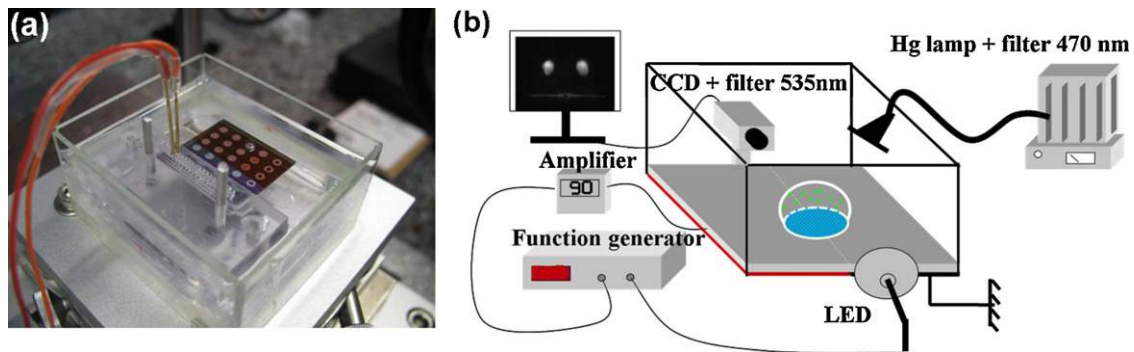 (a)
(b)
Hg lamp + filter 470 nm
CCD + filter 535nm
Amplifier
90
Function generator
LED